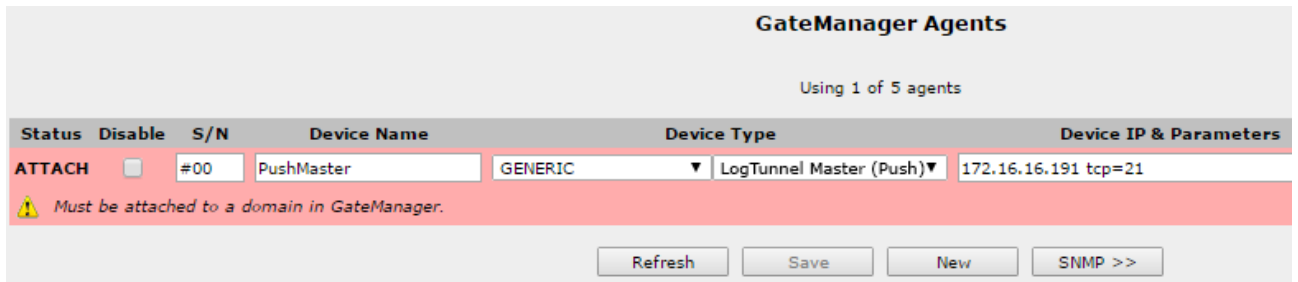 GateManager Agents
Using 1 of 5 agents
Status Disable S/N Device Name Device Type Device IP & Parameters
ATTACH #00 PushMaster GENERIC LogTunnel Master (Push) 172.16.16.191 tcp=21
Must be attached to a domain in GateManager.
Refresh Save New SNMP >>